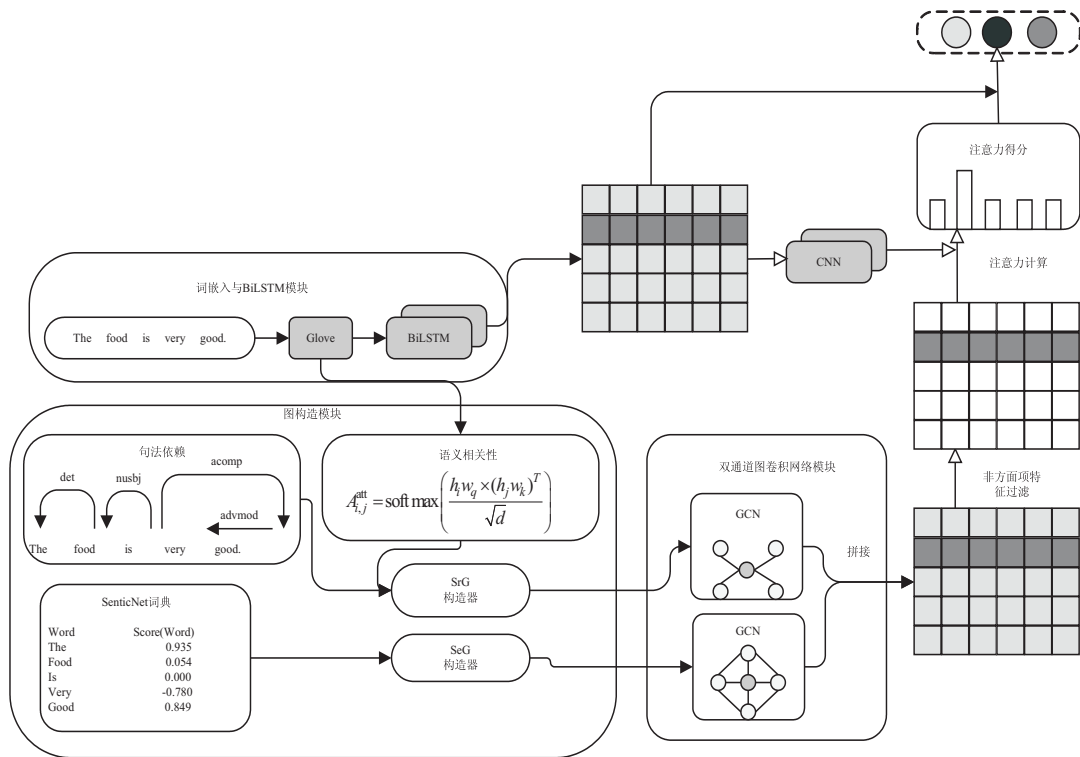 注意力得分
CNN
注意力计算
词嵌入与BiLSTM模块
The food is very good.
Glove
BiLSTM
图构造模块
句法依赖
acomp
det
nusbj
advmod
The food is very good.
语义相关性
A_{i,j}^{att} = soft max( \frac{h_i w_q × (h_j w_k)^T}{\sqrt{d}} )
SrG
构造器
SenticNet词典
Word Score(Word)
The 0.935
Food 0.054
Is 0.000
Very -0.780
Good 0.849
SeG
构造器
双通道图卷积网络模块
GCN
GCN
拼接
非方面项特
征过滤